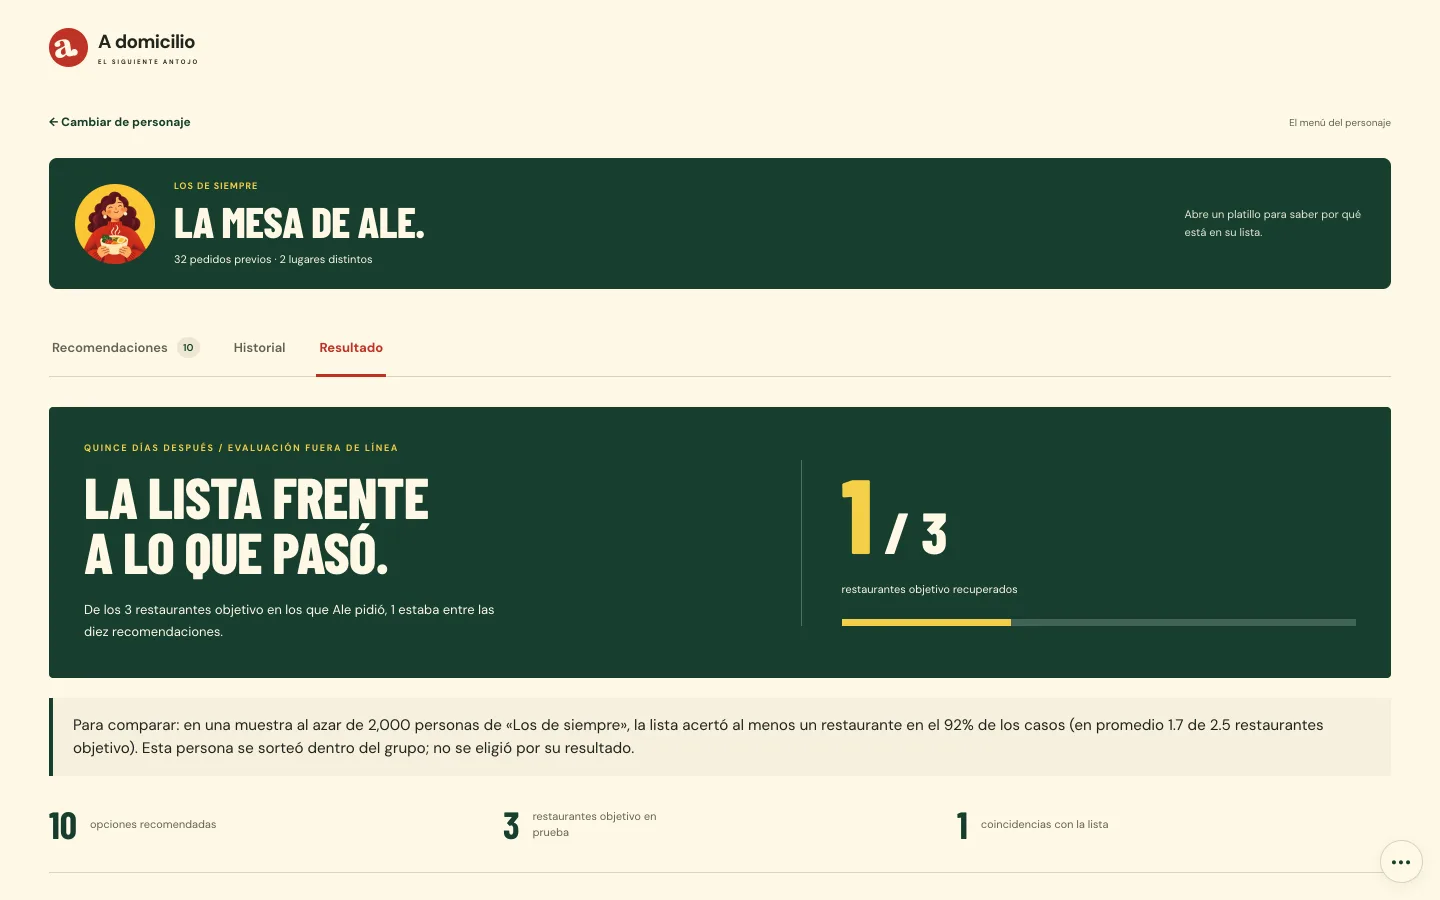 a
A domicilio
EL SIGUIENTE ANTOJO
← Cambiar de personaje
El menú del personaje
LOS DE SIEMPRE
LA MESA DE ALE.
32 pedidos previos · 2 lugares distintos
Abre un platillo para saber por qué
está en su lista.
Recomendaciones 10 Historial Resultado
QUINCE DÍAS DESPUÉS / EVALUACIÓN FUERA DE LÍNEA
LA LISTA FRENTE
A LO QUE PASÓ.
De los 3 restaurantes objetivo en los que Ale pidió, 1 estaba entre las
diez recomendaciones.
1 / 3
restaurantes objetivo recuperados
Para comparar: en una muestra al azar de 2,000 personas de «Los de siempre», la lista acertó al menos un restaurante en el 92% de los casos (en promedio 1.7 de 2.5 restaurantes
objetivo). Esta persona se sorteó dentro del grupo; no se eligió por su resultado.
10 opciones recomendadas
3 restaurantes objetivo en
prueba
1 coincidencias con la lista